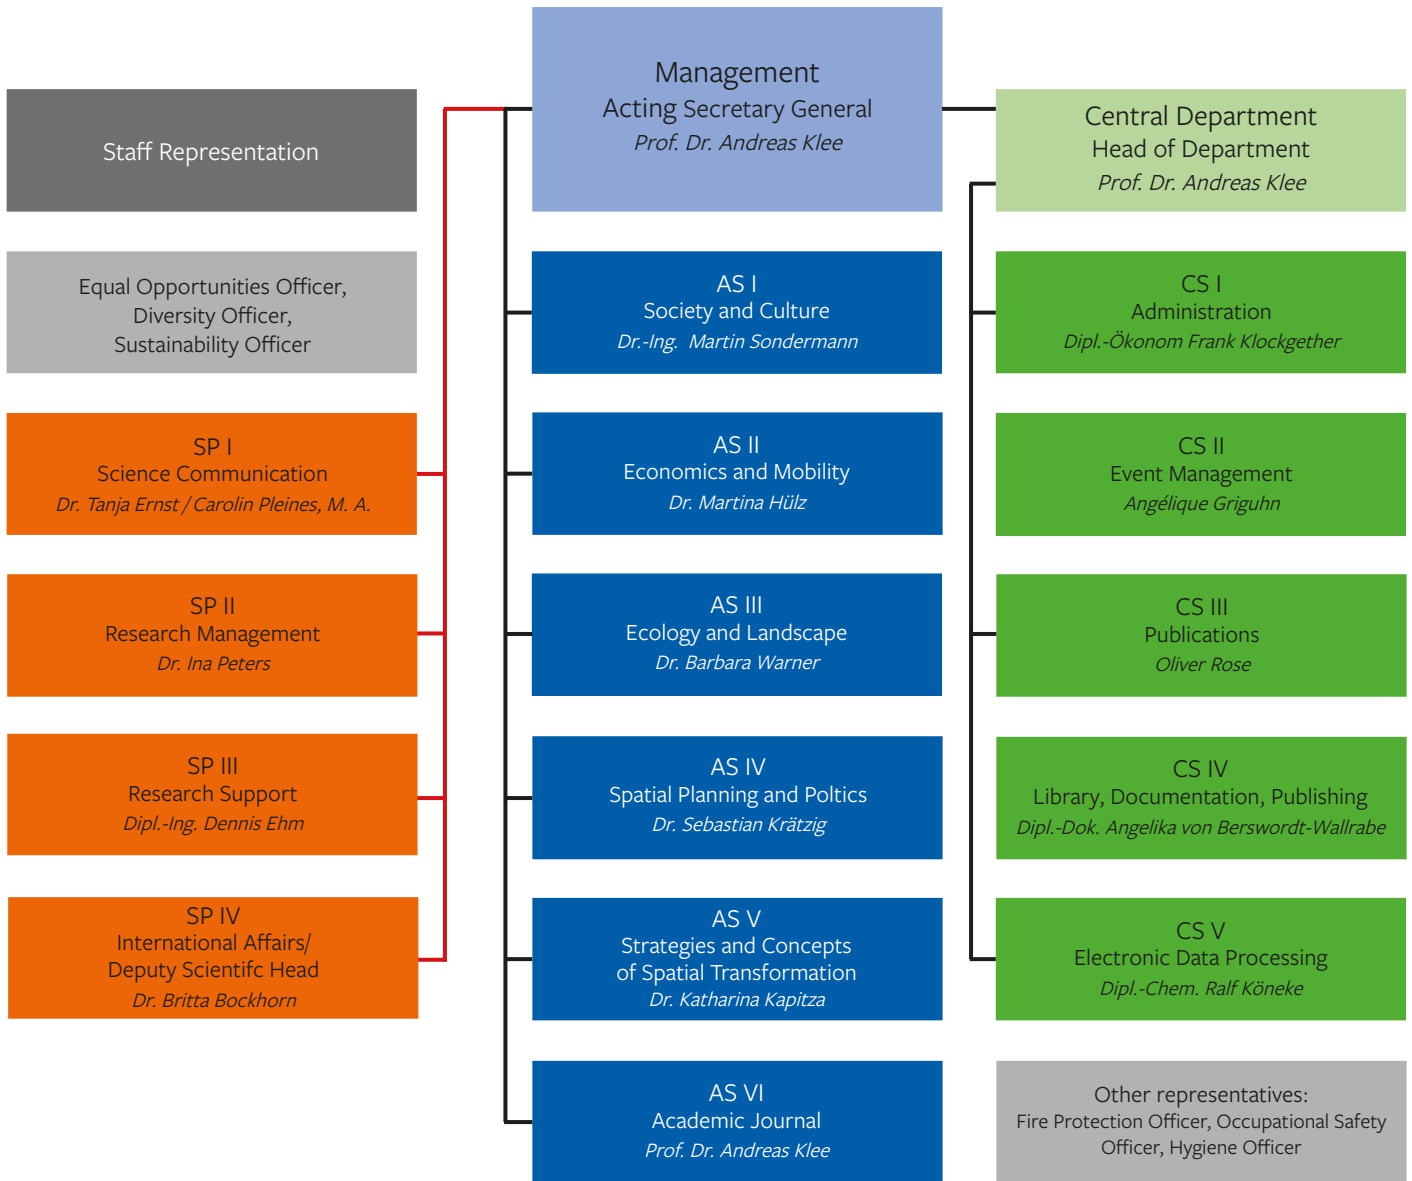 Management
Acting Secretary General
Prof. Dr. Andreas Klee
Staff Representation
Central Department
Head of Department
Prof. Dr. Andreas Klee
Equal Opportunities Officer,
Diversity Officer,
Sustainability Officer
SP I
Science Communication
Dr. Tanja Ernst / Carolin Pleines, M. A.
SP II
Research Management
Dr. Ina Peters
SP III
Research Support
Dipl.-Ing. Dennis Ehm
SP IV
International Affairs/
Deputy Scientifc Head
Dr. Britta Bockhorn
AS I
Society and Culture
Dr.-Ing. Martin Sondermann
AS II
Economics and Mobility
Dr. Martina Hülz
AS III
Ecology and Landscape
Dr. Barbara Warner
AS IV
Spatial Planning and Poltics
Dr. Sebastian Krätzig
AS V
Strategies and Concepts
of Spatial Transformation
Dr. Katharina Kapitza
AS VI
Academic Journal
Prof. Dr. Andreas Klee
CS I
Administration
Dipl.-Ökonom Frank Klockgether
CS II
Event Management
Angélique Griguhn
CS III
Publications
Oliver Rose
CS IV
Library, Documentation, Publishing
Dipl.-Dok. Angelika von Berswordt-Wallrabe
CS V
Electronic Data Processing
Dipl.-Chem. Ralf Köneke
Other representatives:
Fire Protection Officer, Occupational Safety
Officer, Hygiene Officer